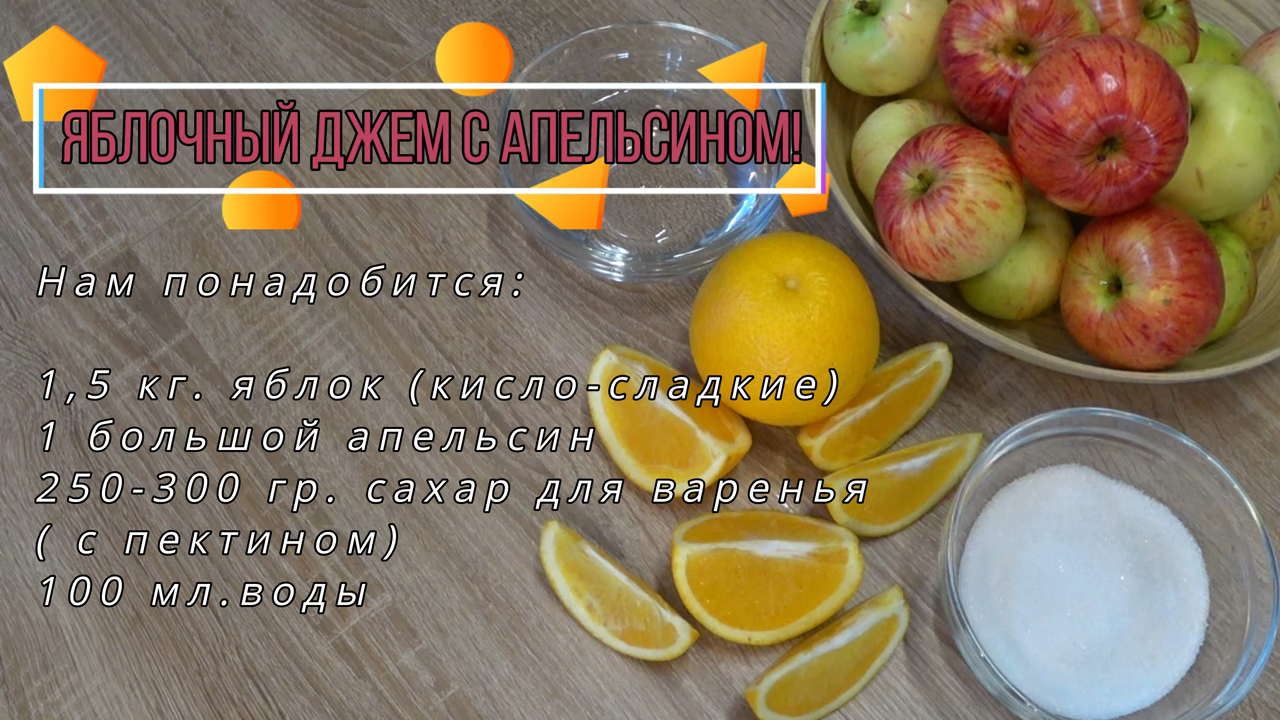 ЯБЛОЧНЫЙ ДЖЕМ С АПЕЛЬСИНОМ!
Нам понадобится:
1,5 кг. яблок (кисло-сладкие)
1 большой апельсин
250-300 гр. сахар для варенья
( с пектином)
100 мл.воды